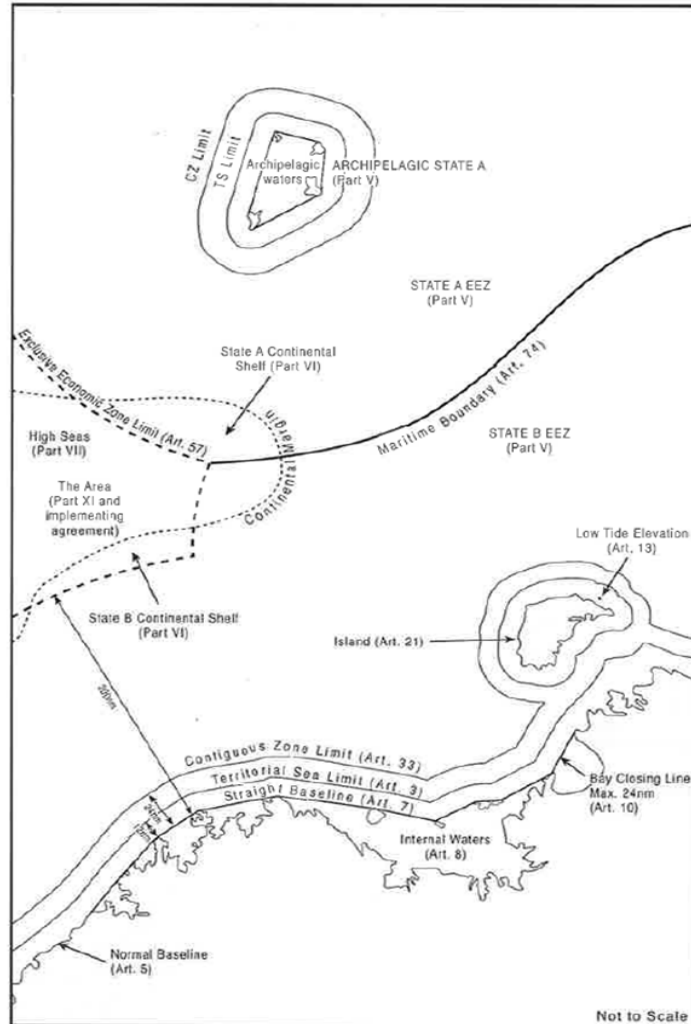 CZ Limit
TS Limit
Archipelagic
waters
ARCHIPELAGIC STATE A
(Part V)
STATE A EEZ
(Part V)
Exclusive Economic Zone Limit (Art. 57)
State A Continental
Shelf (Part VI)
Maritime Boundary (Art. 74)
High Seas
(Part VII)
Continental Margin
STATE B EEZ
(Part V)
The Area
(Part XI and
implementing
agreement)
Low Tide Elevation
(Art. 13)
State B Continental Shelf
(Part VI)
Island (Art. 21)
200nm
Contiguous Zone Limit (Art. 33)
Territorial Sea Limit (Art. 3)
Straight Baseline (Art. 7)
24nm
12nm
Bay Closing Line
Max. 24nm
(Art. 10)
Internal Waters
(Art. 8)
Normal Baseline
(Art. 5)
Not to Scale